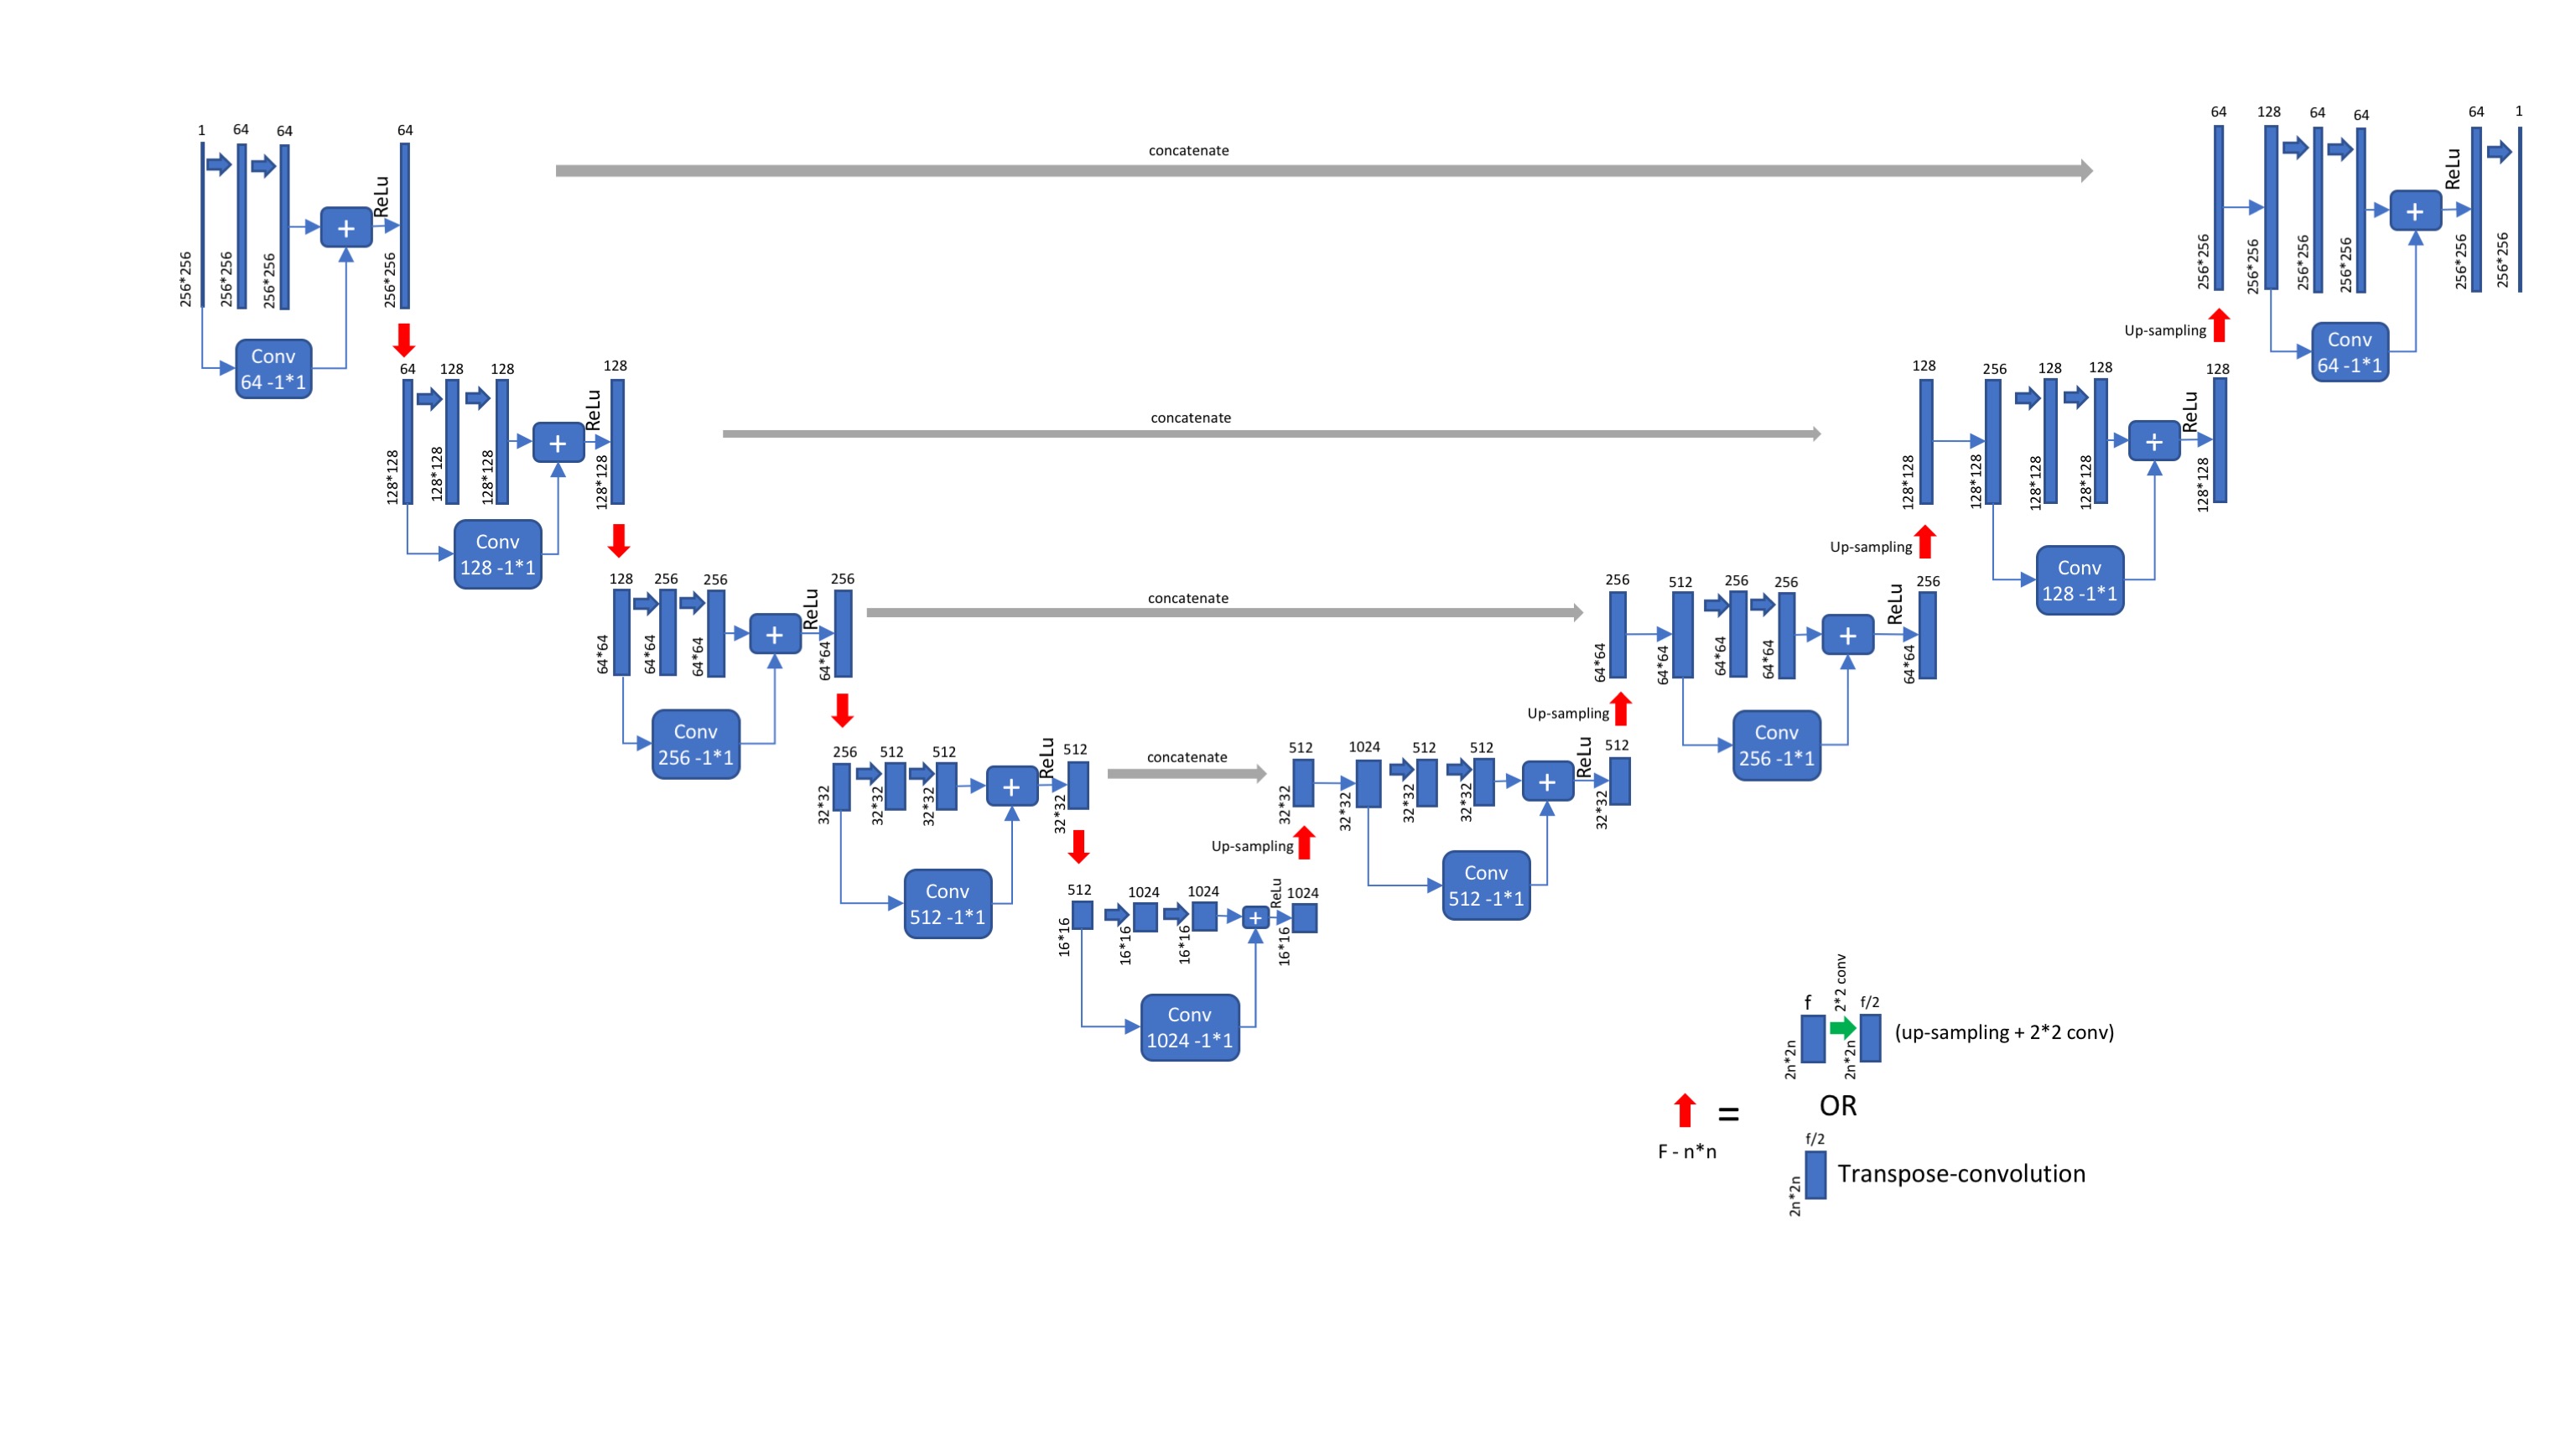 1
64
64
64
256*256
256*256
256*256
256*256
ReLu
+
Conv
64 -1*1
concatenate
64
128
64
64
64
1
256*256
256*256
256*256
256*256
256*256
256*256
ReLu
+
Conv
64 -1*1
Up-sampling
64
128
128
128
128*128
128*128
128*128
128*128
ReLu
+
Conv
128 -1*1
concatenate
128
256
128
128
128
128*128
128*128
128*128
128*128
128*128
ReLu
+
Conv
128 -1*1
Up-sampling
128
256
256
256
64*64
64*64
64*64
64*64
ReLu
+
Conv
256 -1*1
concatenate
256
512
256
256
256
64*64
64*64
64*64
64*64
64*64
ReLu
+
Conv
256 -1*1
Up-sampling
256
512
512
512
32*32
32*32
32*32
32*32
ReLu
+
Conv
512 -1*1
concatenate
512
1024
512
512
512
32*32
32*32
32*32
32*32
32*32
ReLu
+
Conv
512 -1*1
Up-sampling
512
1024
1024
1024
16*16
16*16
16*16
16*16
ReLu
+
Conv
1024 -1*1
f
2*2 conv
f/2
2n*2n
2n*2n
(up-sampling + 2*2 conv)
=
OR
F - n*n
f/2
2n*2n
Transpose-convolution